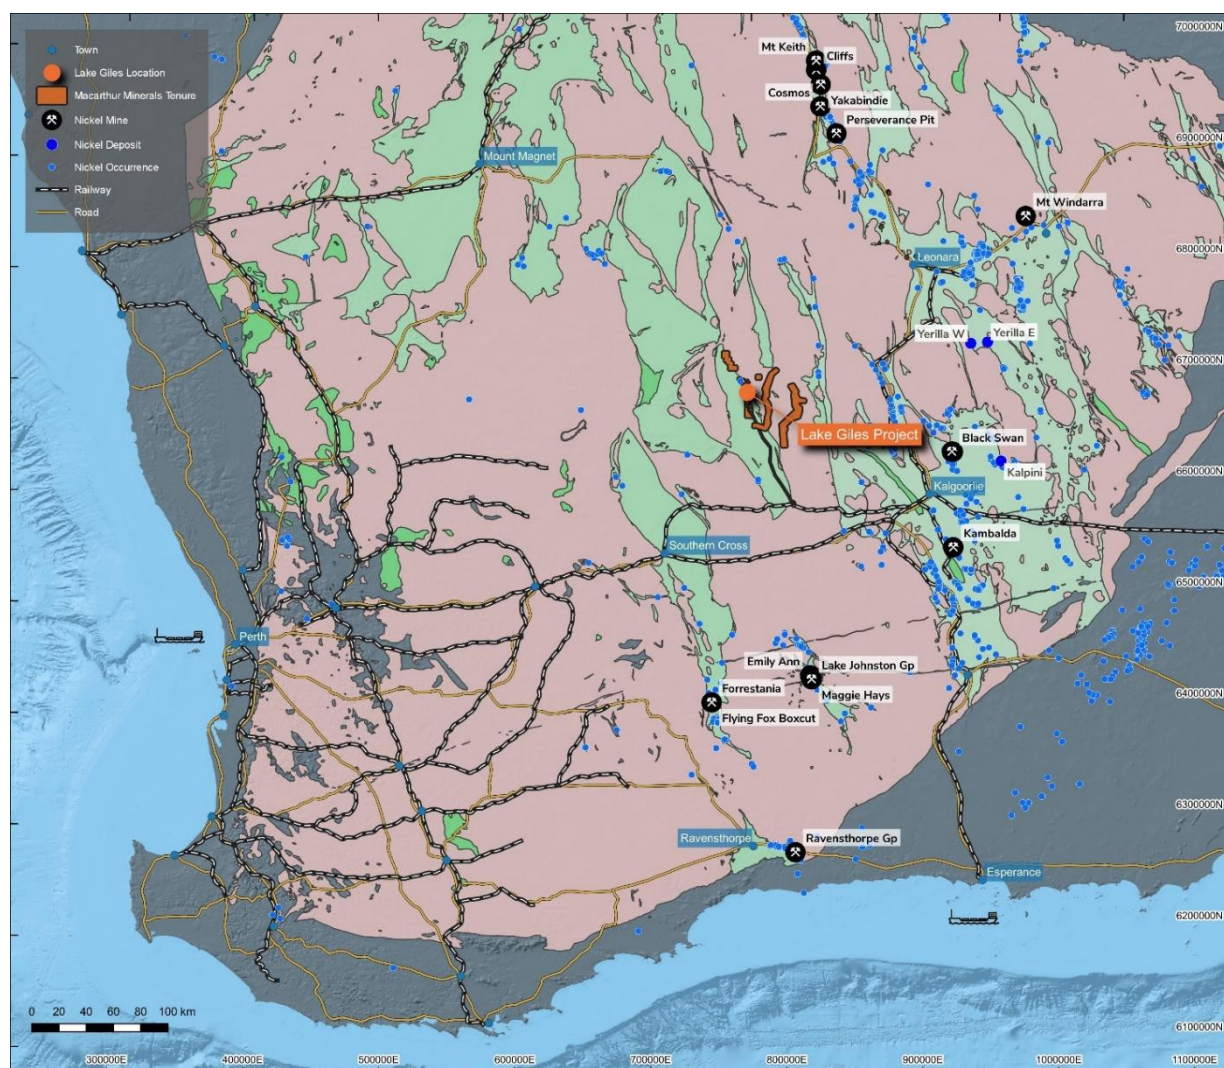 Town
Lake Giles Location
Macarthur Minerals Tenure
Nickel Mine
Nickel Deposit
Nickel Occurrence
Railway
Road
7000000N
Mt Keith
Cliffs
Cosmos
Yakabindie
Perseverance Pit
6900000N
Mount Magnet
Mt Windarra
6800000N
Leonara
Yerilla W
Yerilla E
6700000N
Lake Giles Project
Black Swan
Kalpini
6600000N
Kalgoorlie
Southern Cross
Kambalda
6500000N
Perth
Emily Ann
Lake Johnston Gp
Forrestania
Maggie Hays
6400000N
Flying Fox Boxcut
6300000N
Ravensthorpe
Ravensthorpe Gp
Esperance
6200000N
0 20 40 60 80 100 km
6100000N
300000E 400000E 500000E 600000E 700000E 800000E 900000E 1000000E 1100000E